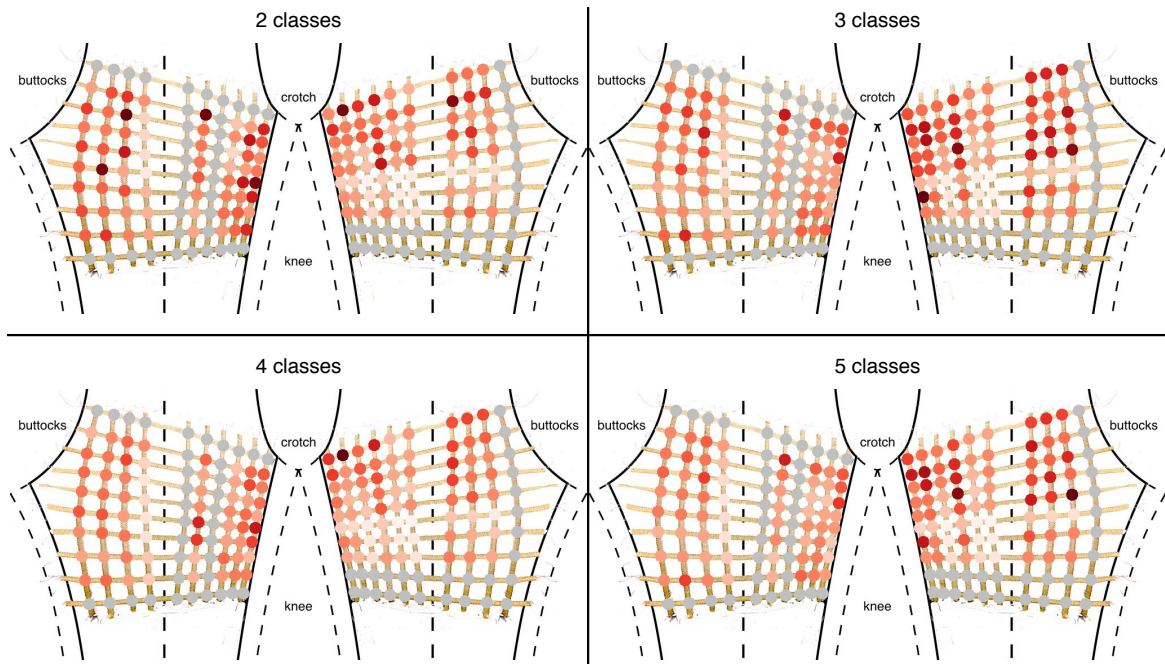 2 classes
buttocks
crotch
buttocks
knee
3 classes
buttocks
crotch
buttocks
knee
4 classes
buttocks
crotch
buttocks
knee
5 classes
buttocks
crotch
buttocks
knee